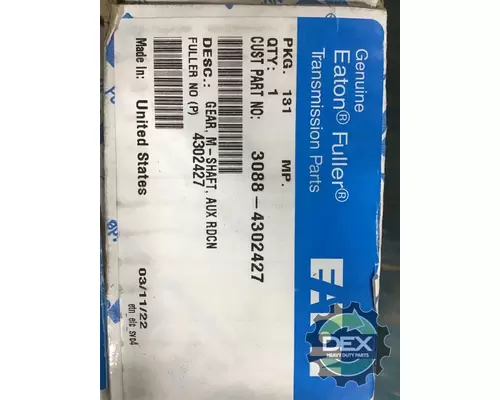 Genuine
Eaton® Fuller®
Transmission Parts
PKG. 131 MP.
QTY: 1
CUST PART NO: 3088-4302427
DESC.: GEAR, M-SHAFT, AUX RDCN
FULLER NO (P) 4302427
Made In: United States
03/11/22
etn_elc_svo4
DEX
HEAVY DUTY PARTS